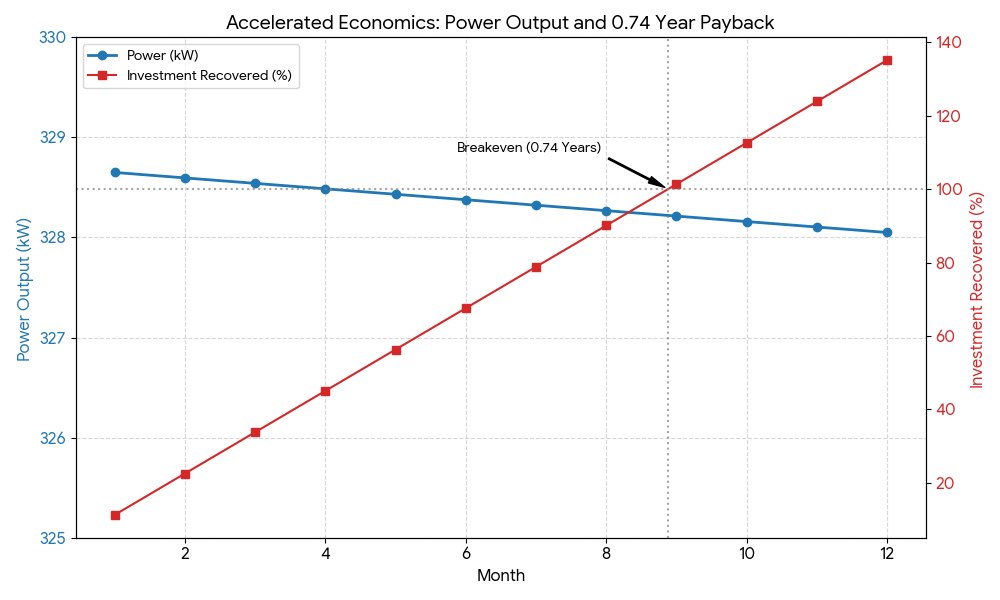 Accelerated Economics: Power Output and 0.74 Year Payback
Power (kW)
Investment Recovered (%)
Breakeven (0.74 Years)
Power Output (kW)
330
329
328
327
326
325
140
120
100
80
60
40
20
Investment Recovered (%)
2 4 6 8 10 12
Month